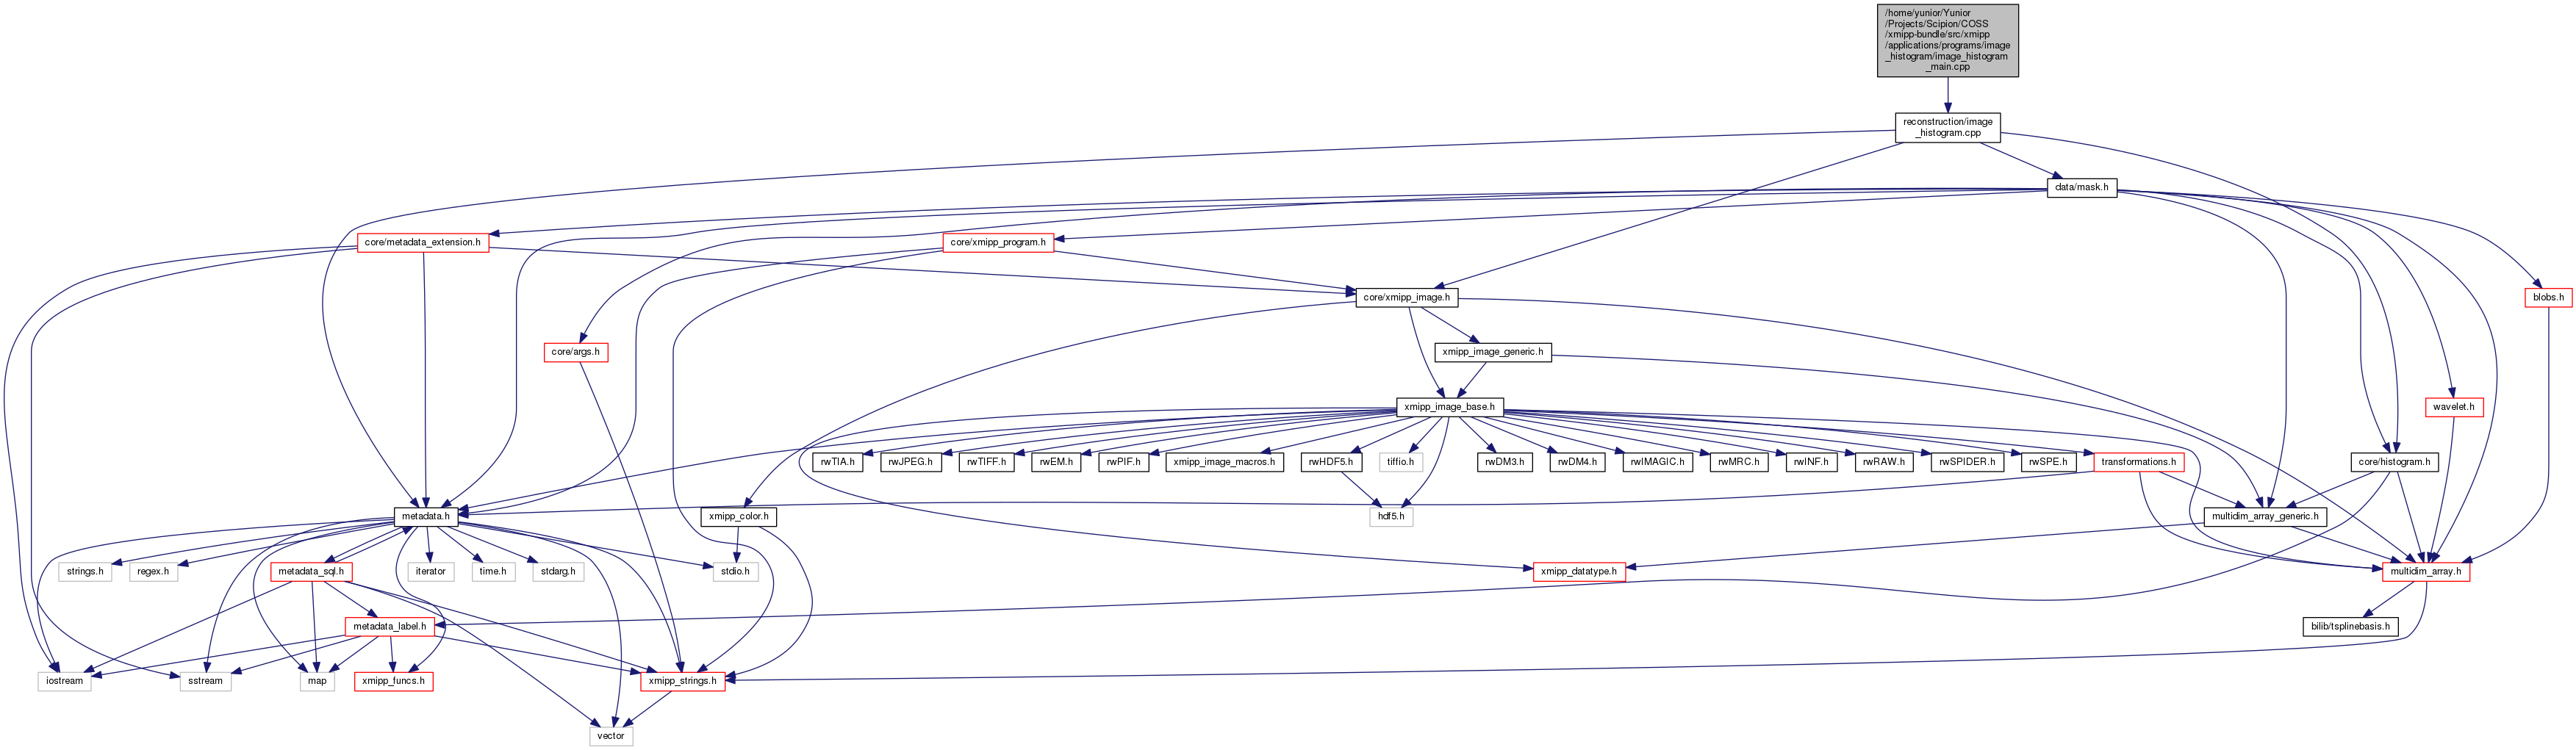 /home/yunior/Yunior
/Projects/Scipion/COSS
/xmipp-bundle/src/xmipp
/applications/programs/image
_histogram/image_histogram
_main.cpp
reconstruction/image
_histogram.cpp
data/mask.h
core/metadata_extension.h
core/xmipp_program.h
core/xmipp_image.h
blobs.h
core/args.h
xmipp_image_generic.h
xmipp_image_base.h
wavelet.h
rwTIA.h
rwJPEG.h
rwTIFF.h
rwEM.h
rwPIF.h
xmipp_image_macros.h
rwHDF5.h
tiffio.h
rwDM3.h
rwDM4.h
rwIMAGIC.h
rwMRC.h
rwINF.h
rwRAW.h
rwSPIDER.h
rwSPE.h
transformations.h
core/histogram.h
metadata.h
xmipp_color.h
hdf5.h
multidim_array_generic.h
strings.h
regex.h
metadata_sql.h
iterator
time.h
stdarg.h
stdio.h
xmipp_datatype.h
multidim_array.h
metadata_label.h
bilib/tsplinebasis.h
iostream
sstream
map
xmipp_funcs.h
xmipp_strings.h
vector